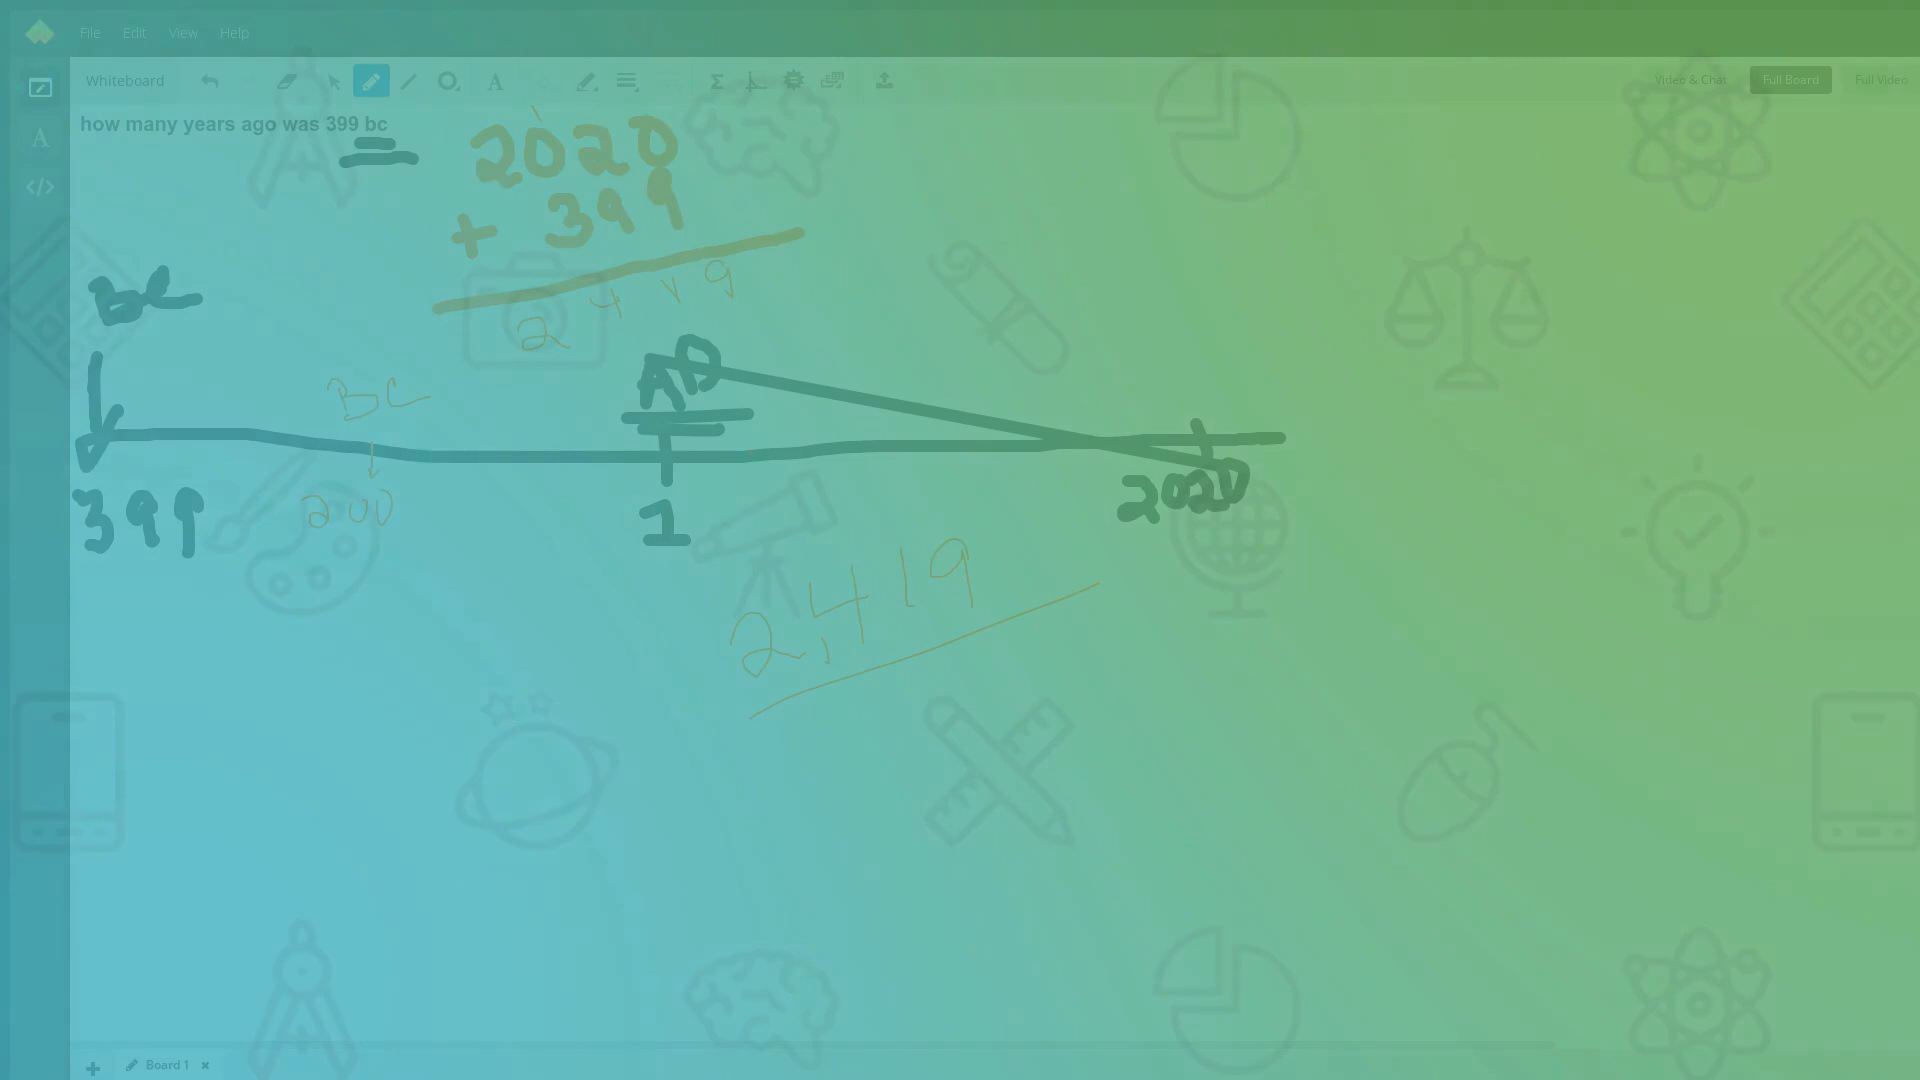 File Edit View Help
Whiteboard A Σ Video & Chat Full Board Full Video
how many years ago was 399 bc
A
</>
2020
+ 399
2419
BC
BC
AD
399
200
1
2020
2,419
Board 1